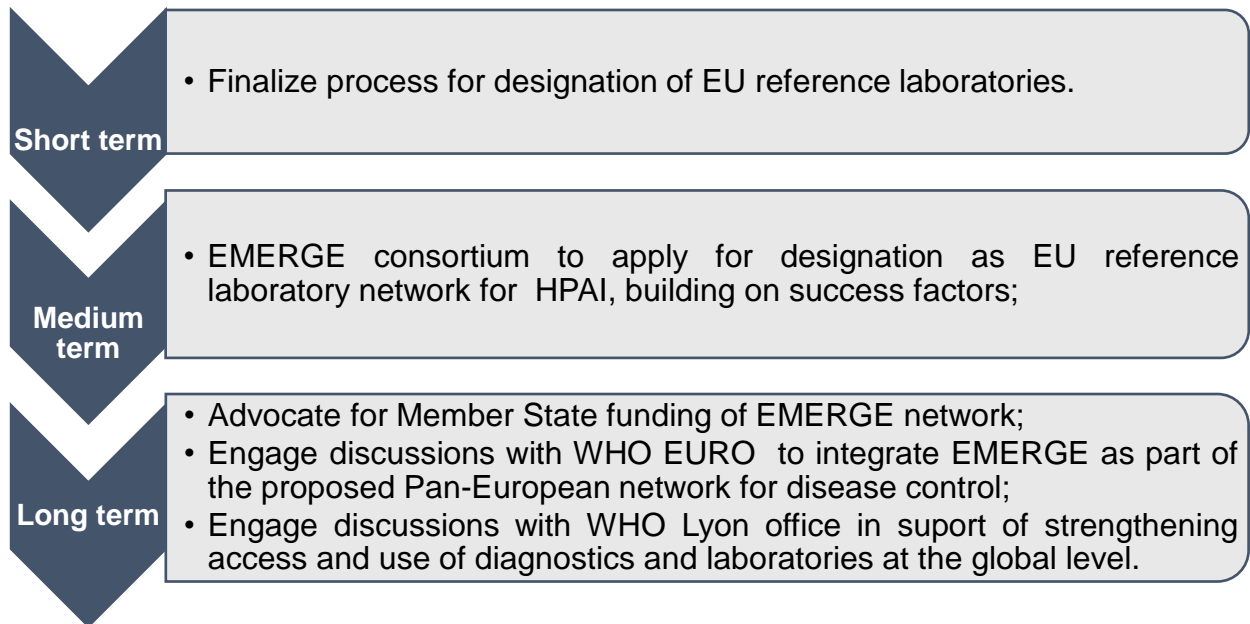 Short term
• Finalize process for designation of EU reference laboratories.
Medium
term
• EMERGE consortium to apply for designation as EU reference
laboratory network for HPAI, building on success factors;
Long term
• Advocate for Member State funding of EMERGE network;
• Engage discussions with WHO EURO to integrate EMERGE as part of
the proposed Pan-European network for disease control;
• Engage discussions with WHO Lyon office in suport of strengthening
access and use of diagnostics and laboratories at the global level.